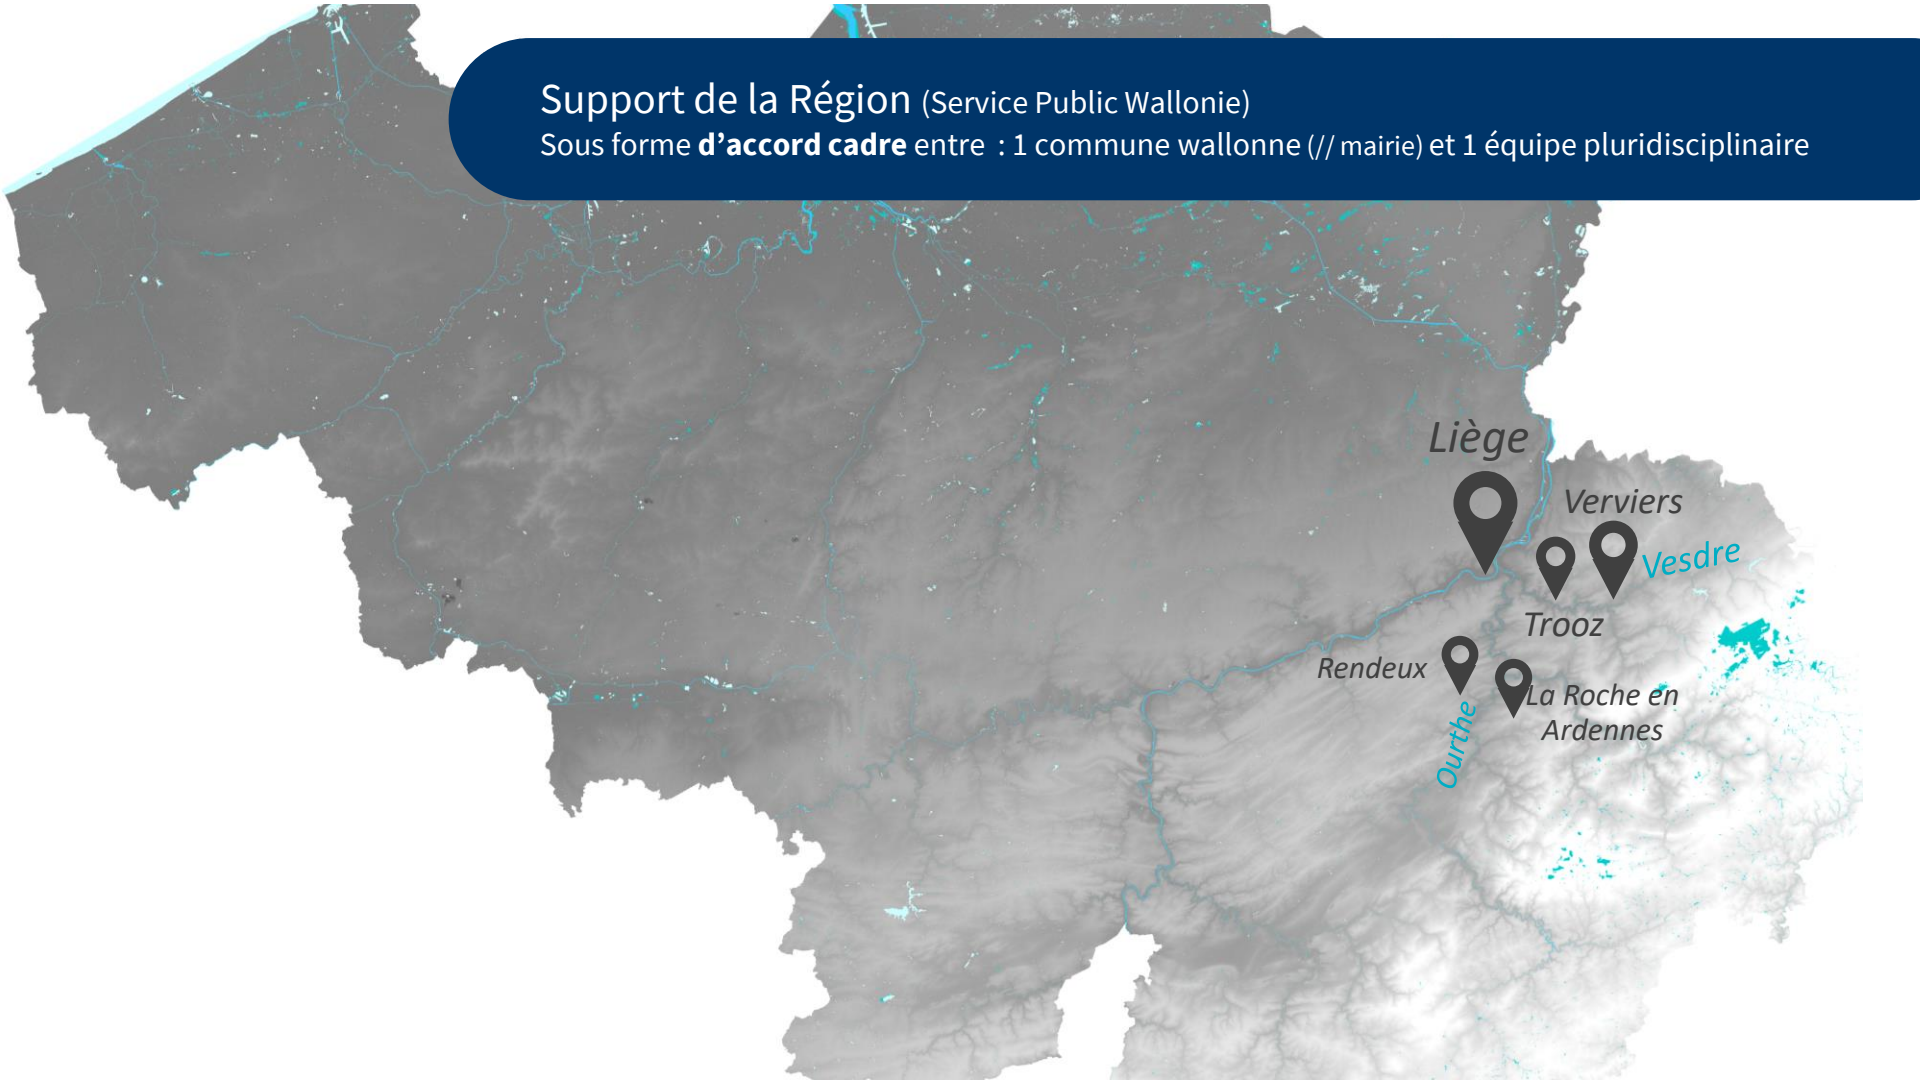 Support de la Région (Service Public Wallonie)
Sous forme d’accord cadre entre : 1 commune wallonne (// mairie) et 1 équipe pluridisciplinaire
Liège
Verviers
Vesdre
Trooz
Rendeux
La Roche en
Ardennes
Ourthe